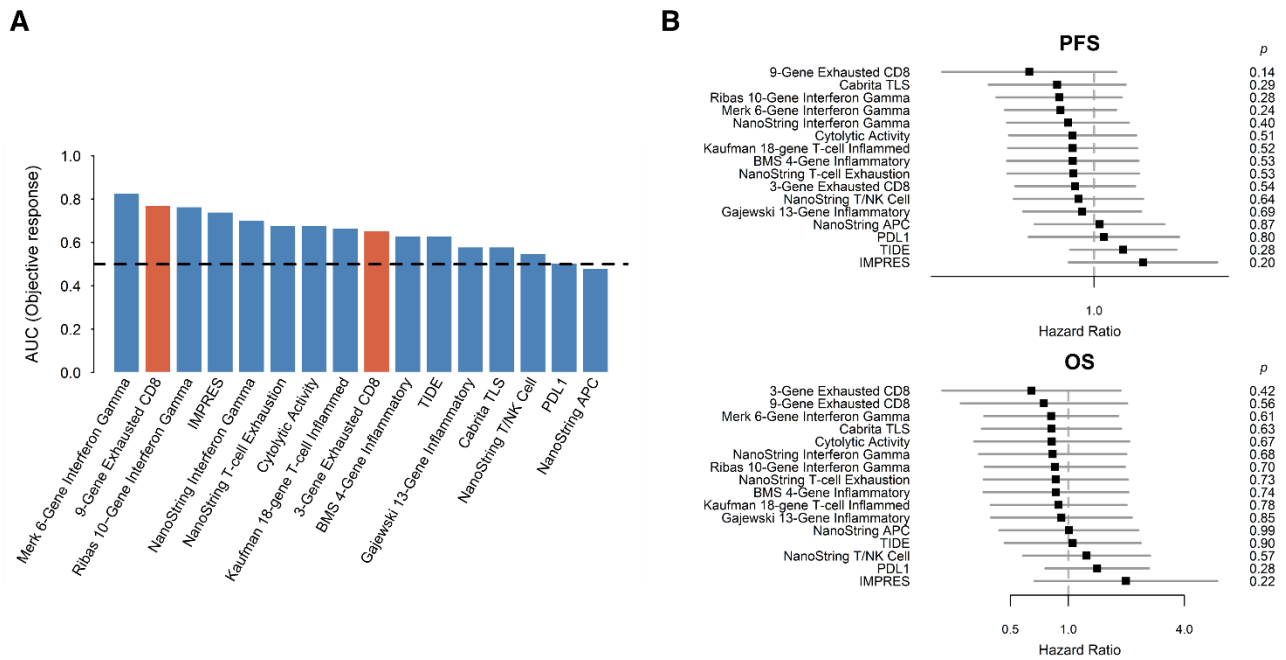 A
AUC (Objective response)
1.0
0.8
0.6
0.4
0.2
0.0
Merk 6-Gene Interferon Gamma
9-Gene Exhausted CD8
Ribas 10-Gene Interferon Gamma
IMPRES
NanoString Interferon Gamma
NanoString T-cell Exhaustion
Cytolytic Activity
Kaufman 18-gene T-cell Inflammed
3-Gene Exhausted CD8
BMS 4-Gene Inflammatory
TIDE
Gajewski 13-Gene Inflammatory
Cabrita TLS
NanoString T/NK Cell
PDL1
NanoString APC
B
PFS
p
9-Gene Exhausted CD8 0.14
Cabrita TLS 0.29
Ribas 10-Gene Interferon Gamma 0.28
Merk 6-Gene Interferon Gamma 0.24
NanoString Interferon Gamma 0.40
Cytolytic Activity 0.51
Kaufman 18-gene T-cell Inflammed 0.52
BMS 4-Gene Inflammatory 0.53
NanoString T-cell Exhaustion 0.53
3-Gene Exhausted CD8 0.54
NanoString T/NK Cell 0.64
Gajewski 13-Gene Inflammatory 0.69
NanoString APC 0.87
PDL1 0.80
TIDE 0.28
IMPRES 0.20
1.0
Hazard Ratio
OS
p
3-Gene Exhausted CD8 0.42
9-Gene Exhausted CD8 0.56
Merk 6-Gene Interferon Gamma 0.61
Cabrita TLS 0.63
Cytolytic Activity 0.67
NanoString Interferon Gamma 0.68
Ribas 10-Gene Interferon Gamma 0.70
NanoString T-cell Exhaustion 0.73
BMS 4-Gene Inflammatory 0.74
Kaufman 18-gene T-cell Inflammed 0.78
Gajewski 13-Gene Inflammatory 0.85
NanoString APC 0.99
TIDE 0.90
NanoString T/NK Cell 0.57
PDL1 0.28
IMPRES 0.22
0.5 1.0 4.0
Hazard Ratio